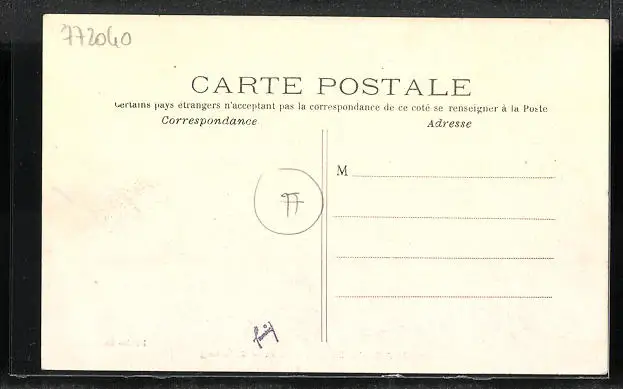 772040
CARTE POSTALE
Certains pays étrangers n'acceptant pas la correspondance de ce coté se renseigner à la Poste
Correspondance
Adresse
M
77